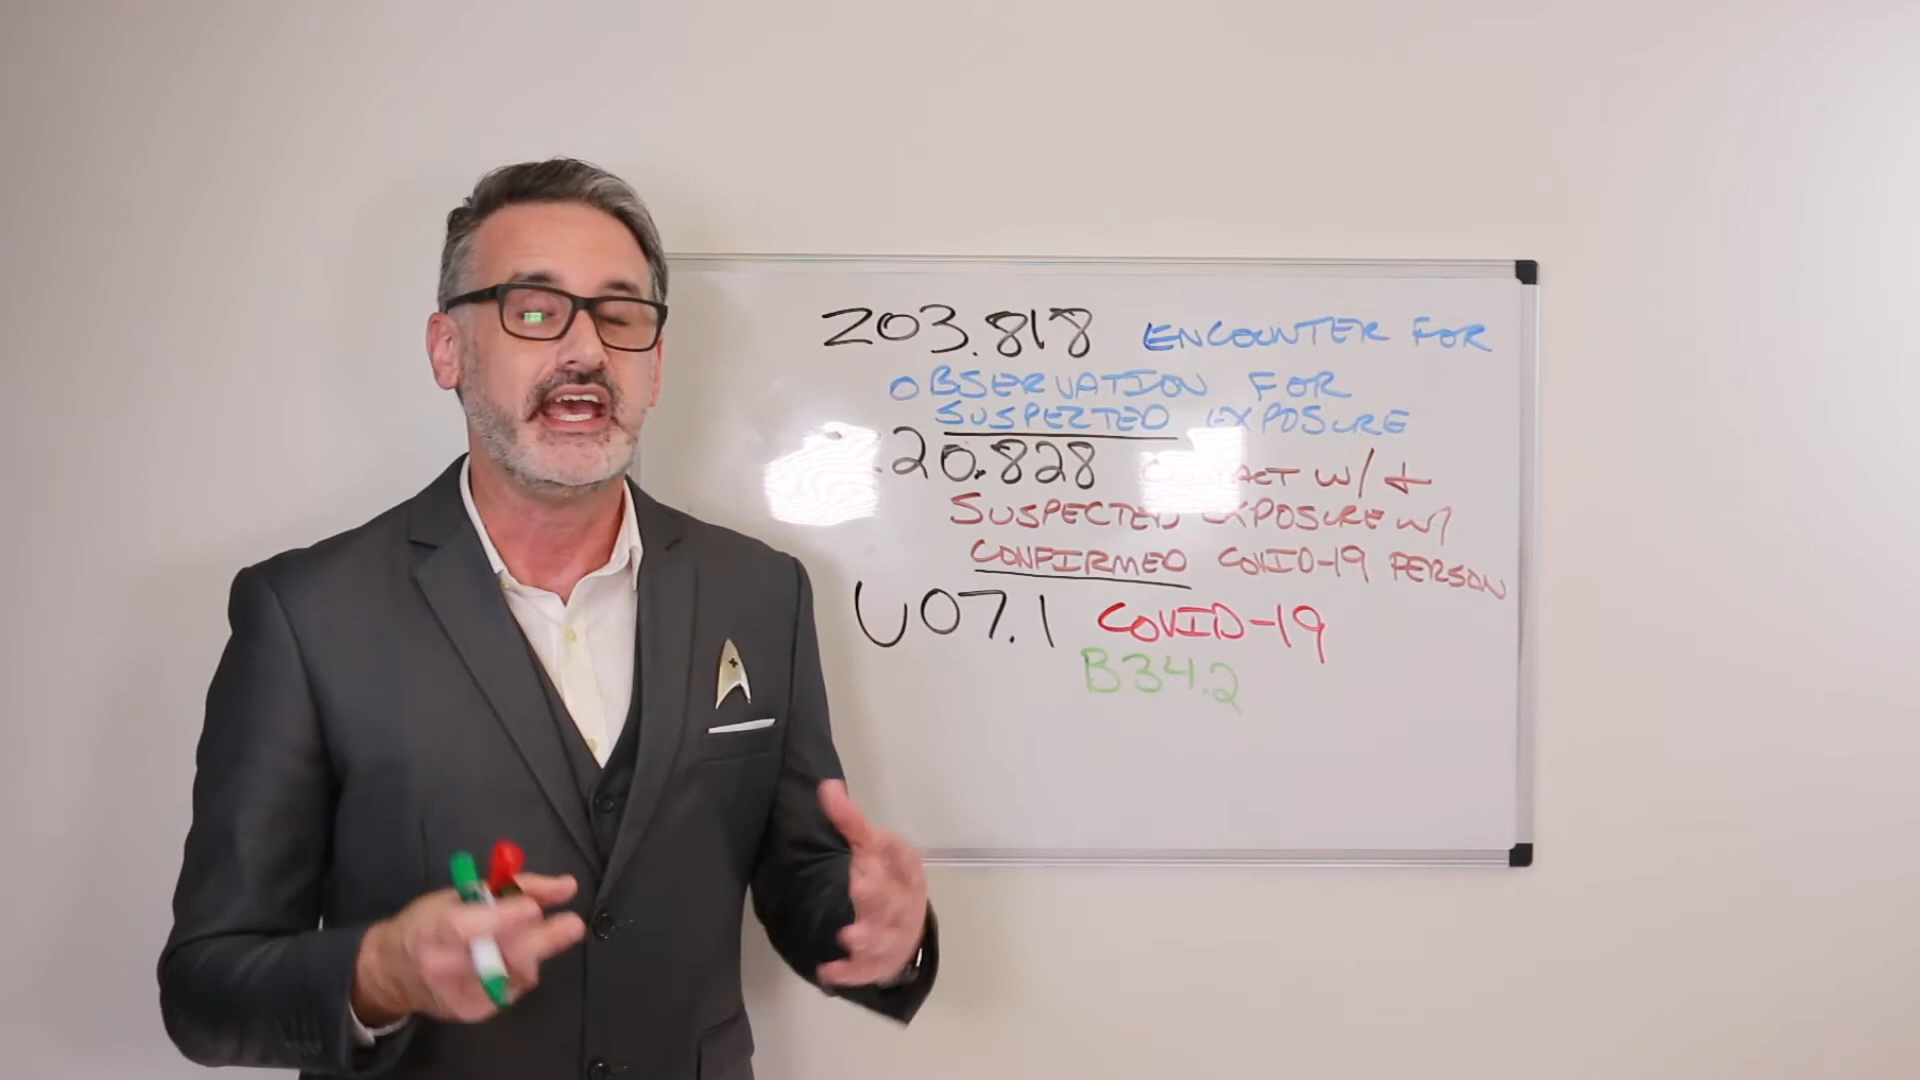 Z03.818 ENCOUNTER FOR
OBSERVATION FOR
SUSPEZTED EXPOSURE
20.828 W/ +
SUSPECTED EXPOSURE W/
CONFIRMED COVID-19 PERSON
U07.1 COVID-19
B34.2